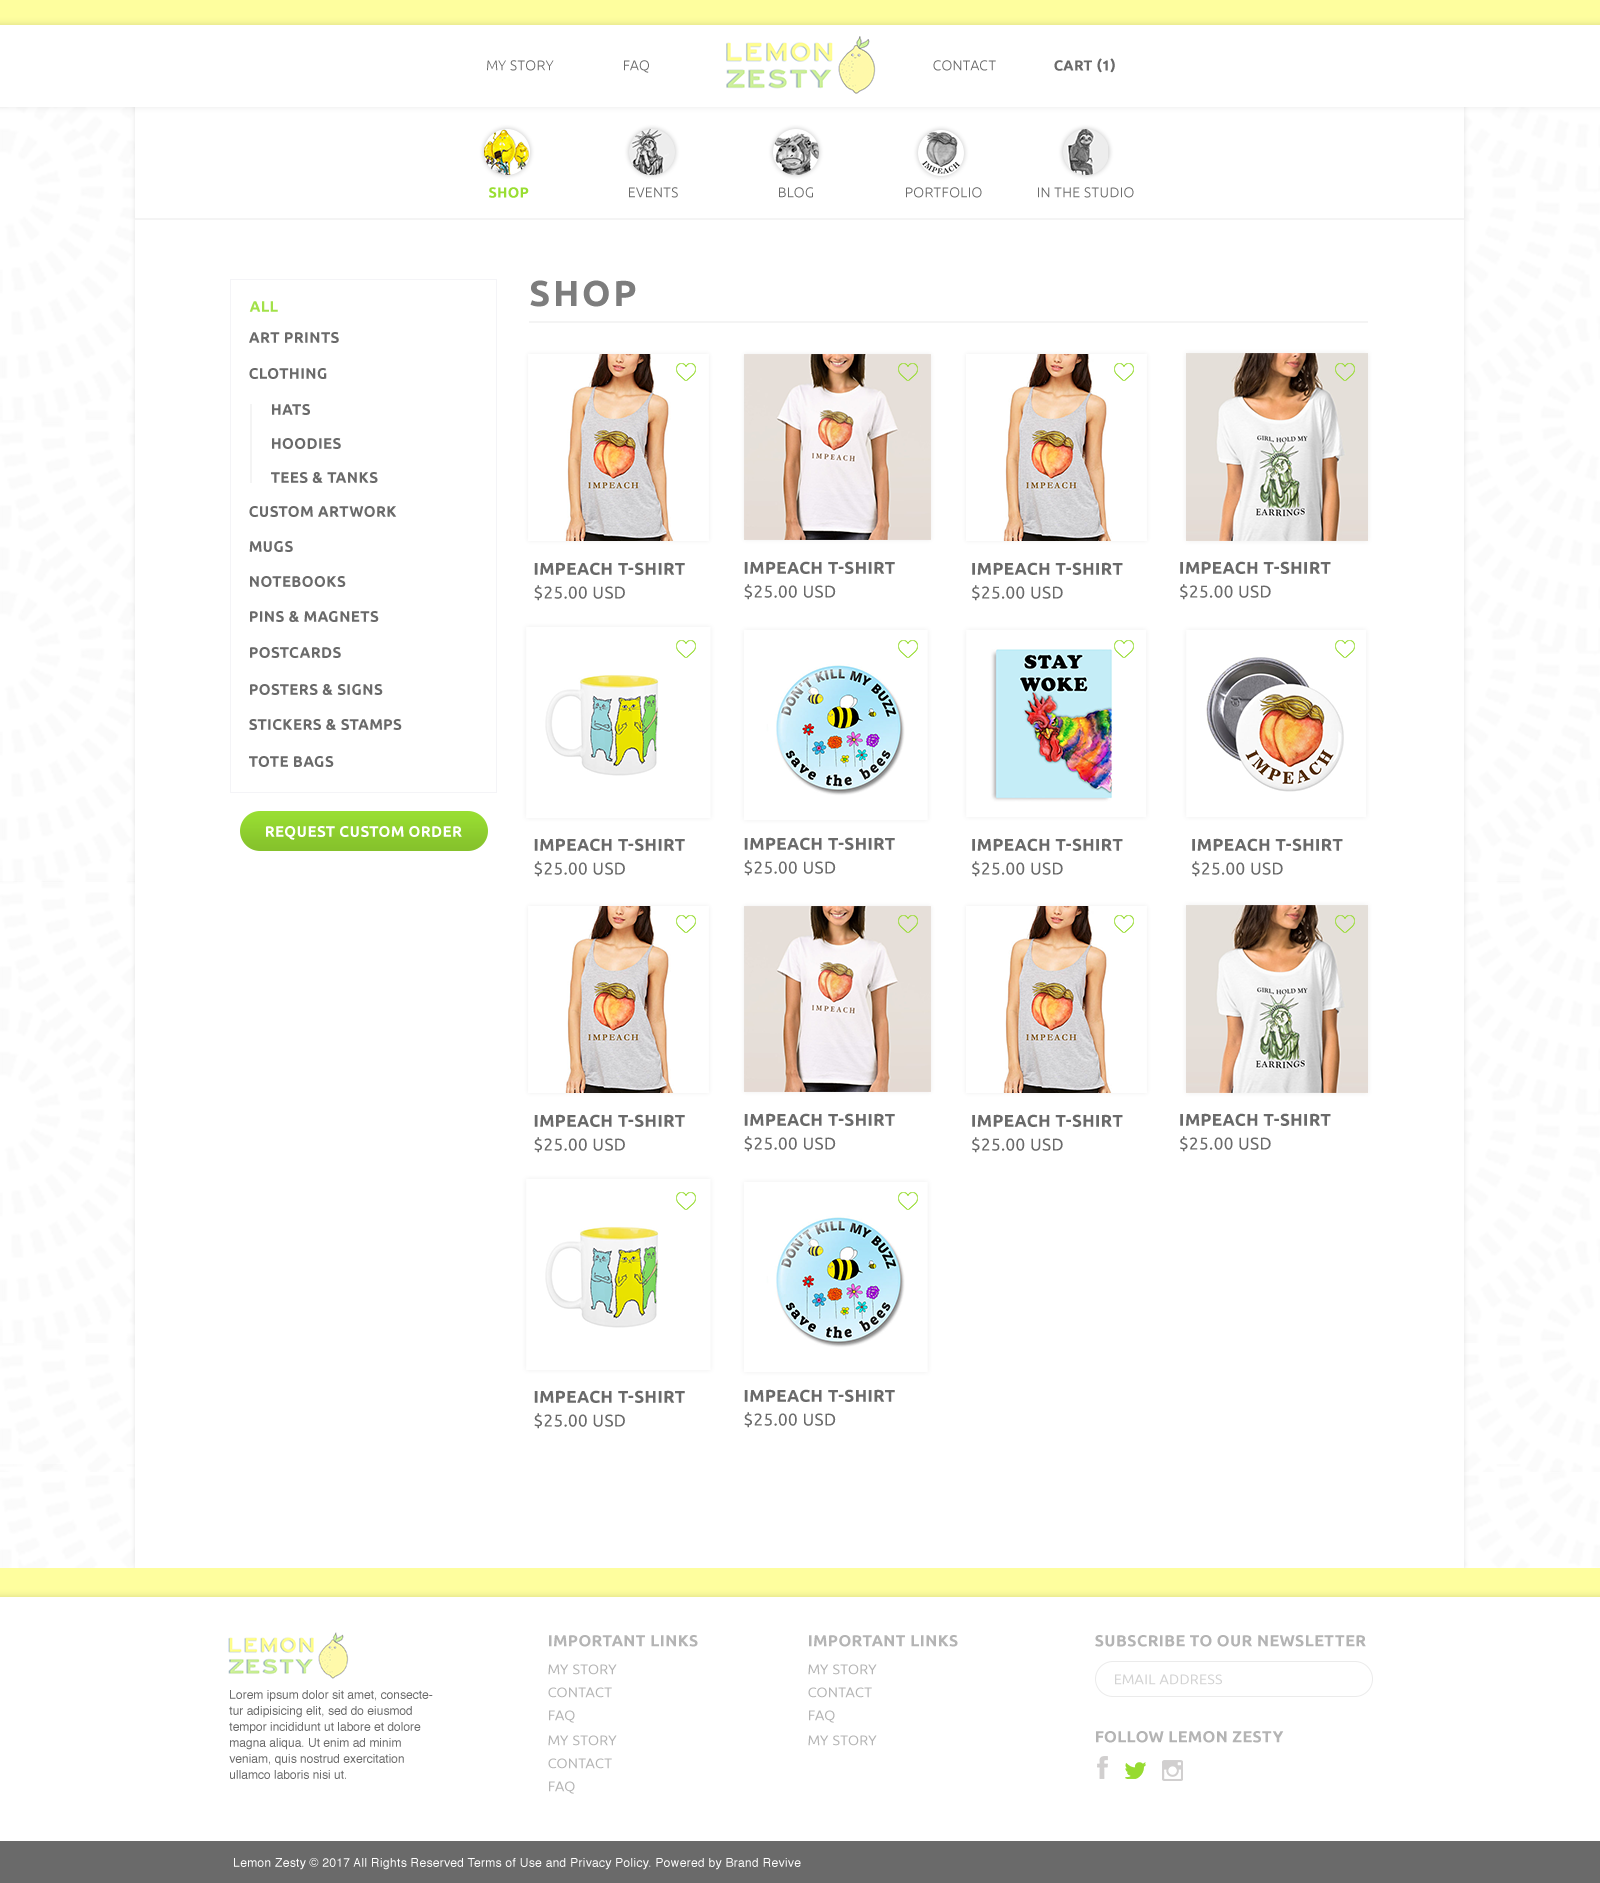 MY STORY
FAQ
LEMON
ZESTY
CONTACT
CART (1)
IMPEACH
SHOP
EVENTS
BLOG
PORTFOLIO
IN THE STUDIO
ALL
ART PRINTS
CLOTHING
HATS
HOODIES
TEES & TANKS
CUSTOM ARTWORK
MUGS
NOTEBOOKS
PINS & MAGNETS
POSTCARDS
POSTERS & SIGNS
STICKERS & STAMPS
TOTE BAGS
REQUEST CUSTOM ORDER
SHOP
IMPEACH
IMPEACH
IMPEACH
GIRL, HOLD MY
EARRINGS
IMPEACH T-SHIRT
$25.00 USD
IMPEACH T-SHIRT
$25.00 USD
IMPEACH T-SHIRT
$25.00 USD
IMPEACH T-SHIRT
$25.00 USD
DON'T KILL MY BUZZ
save the bees
STAY
WOKE
IMPEACH
IMPEACH T-SHIRT
$25.00 USD
IMPEACH T-SHIRT
$25.00 USD
IMPEACH T-SHIRT
$25.00 USD
IMPEACH T-SHIRT
$25.00 USD
IMPEACH
IMPEACH
IMPEACH
GIRL, HOLD MY
EARRINGS
IMPEACH T-SHIRT
$25.00 USD
IMPEACH T-SHIRT
$25.00 USD
IMPEACH T-SHIRT
$25.00 USD
IMPEACH T-SHIRT
$25.00 USD
DON'T KILL MY BUZZ
save the bees
IMPEACH T-SHIRT
$25.00 USD
IMPEACH T-SHIRT
$25.00 USD
LEMON
ZESTY
Lorem ipsum dolor sit amet, consecte-
tur adipisicing elit, sed do eiusmod
tempor incididunt ut labore et dolore
magna aliqua. Ut enim ad minim
veniam, quis nostrud exercitation
ullamco laboris nisi ut.
IMPORTANT LINKS
MY STORY
CONTACT
FAQ
MY STORY
CONTACT
FAQ
IMPORTANT LINKS
MY STORY
CONTACT
FAQ
MY STORY
SUBSCRIBE TO OUR NEWSLETTER
EMAIL ADDRESS
FOLLOW LEMON ZESTY
Lemon Zesty © 2017 All Rights Reserved Terms of Use and Privacy Policy. Powered by Brand Revive